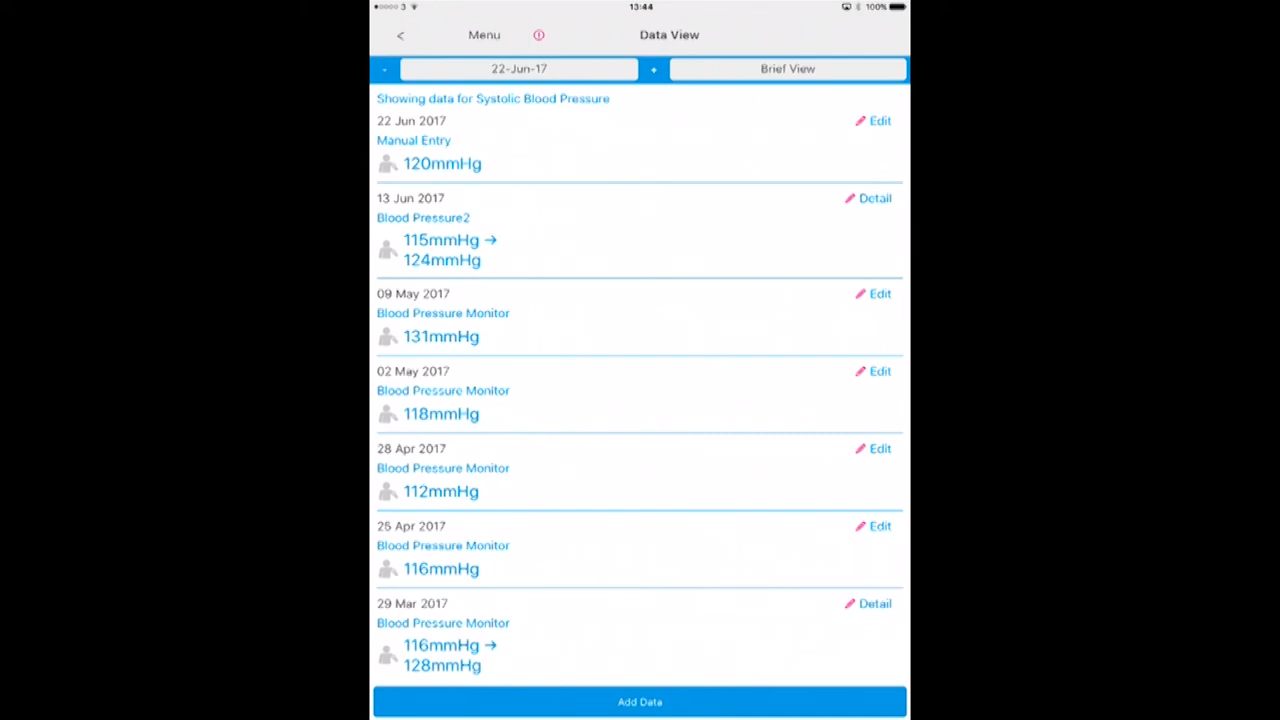 3 13:44 100%
< Menu Data View
- 22-Jun-17 + Brief View
Showing data for Systolic Blood Pressure
22 Jun 2017 Edit
Manual Entry
120mmHg
13 Jun 2017 Detail
Blood Pressure2
115mmHg →
124mmHg
09 May 2017 Edit
Blood Pressure Monitor
131mmHg
02 May 2017 Edit
Blood Pressure Monitor
118mmHg
28 Apr 2017 Edit
Blood Pressure Monitor
112mmHg
25 Apr 2017 Edit
Blood Pressure Monitor
116mmHg
29 Mar 2017 Detail
Blood Pressure Monitor
116mmHg →
128mmHg
Add Data